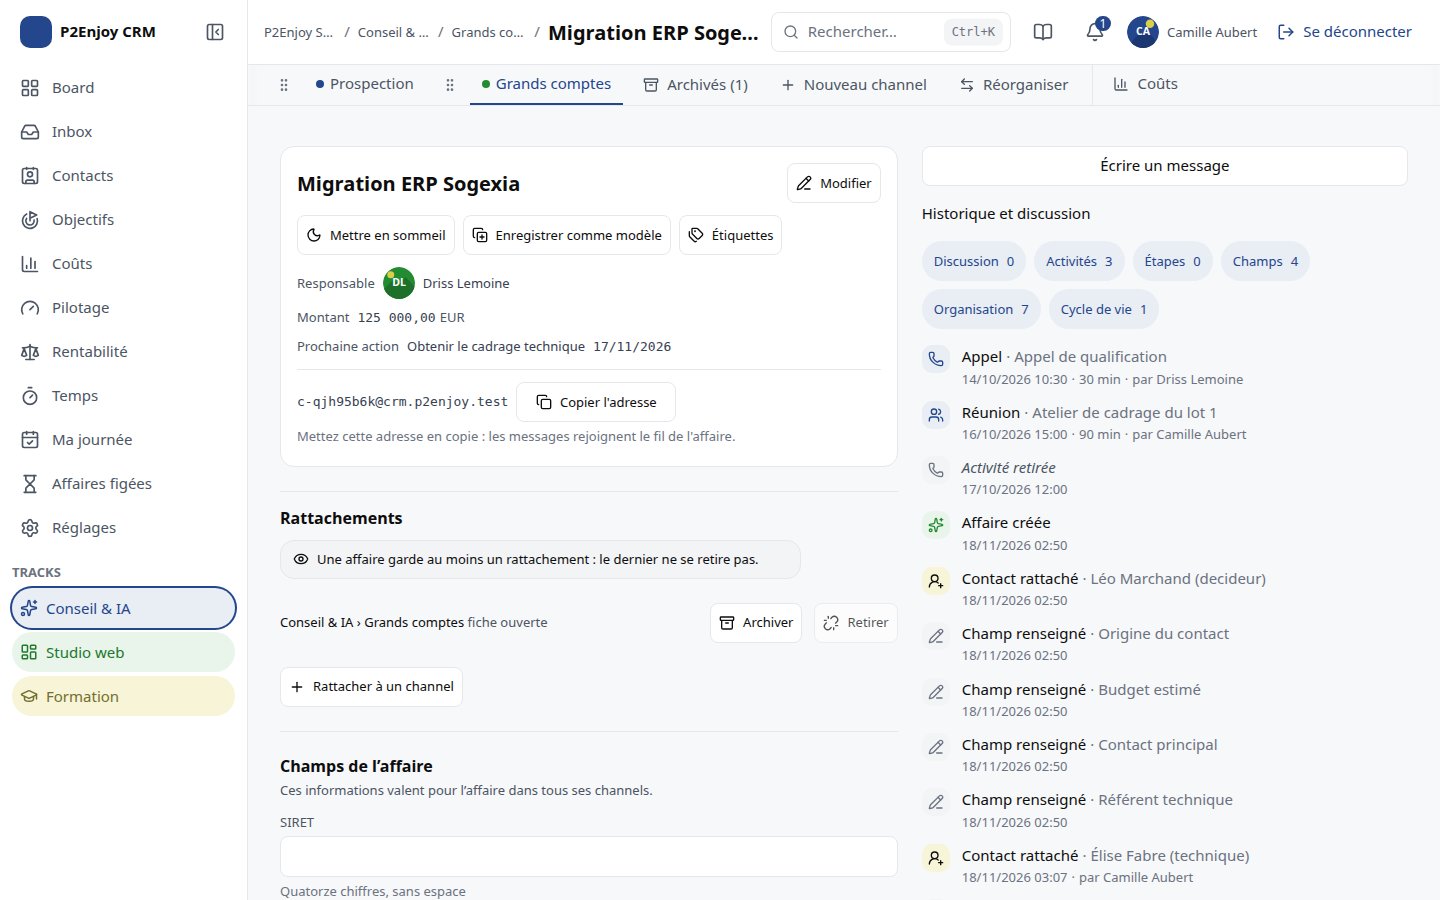 P2Enjoy CRM
Board
Inbox
Contacts
Objectifs
Coûts
Pilotage
Rentabilité
Temps
Ma journée
Affaires figées
Réglages
TRACKS
Conseil & IA
Studio web
Formation
P2Enjoy S... / Conseil & ... / Grands co... / Migration ERP Soge...
Rechercher... Ctrl+K
1
CA Camille Aubert
Se déconnecter
Prospection
Grands comptes
Archivés (1)
Nouveau channel
Réorganiser
Coûts
Migration ERP Sogexia
Modifier
Mettre en sommeil
Enregistrer comme modèle
Étiquettes
Responsable DL Driss Lemoine
Montant 125 000,00 EUR
Prochaine action Obtenir le cadrage technique 17/11/2026
c-qjh95b6k@crm.p2enjoy.test Copier l'adresse
Mettez cette adresse en copie : les messages rejoignent le fil de l'affaire.
Rattachements
Une affaire garde au moins un rattachement : le dernier ne se retire pas.
Conseil & IA › Grands comptes fiche ouverte
Archiver
Retirer
Rattacher à un channel
Champs de l’affaire
Ces informations valent pour l’affaire dans tous ses channels.
SIRET
Quatorze chiffres, sans espace
Écrire un message
Historique et discussion
Discussion 0
Activités 3
Étapes 0
Champs 4
Organisation 7
Cycle de vie 1
Appel · Appel de qualification
14/10/2026 10:30 · 30 min · par Driss Lemoine
Réunion · Atelier de cadrage du lot 1
16/10/2026 15:00 · 90 min · par Camille Aubert
Activité retirée
17/10/2026 12:00
Affaire créée
18/11/2026 02:50
Contact rattaché · Léo Marchand (decideur)
18/11/2026 02:50
Champ renseigné · Origine du contact
18/11/2026 02:50
Champ renseigné · Budget estimé
18/11/2026 02:50
Champ renseigné · Contact principal
18/11/2026 02:50
Champ renseigné · Référent technique
18/11/2026 02:50
Contact rattaché · Élise Fabre (technique)
18/11/2026 03:07 · par Camille Aubert